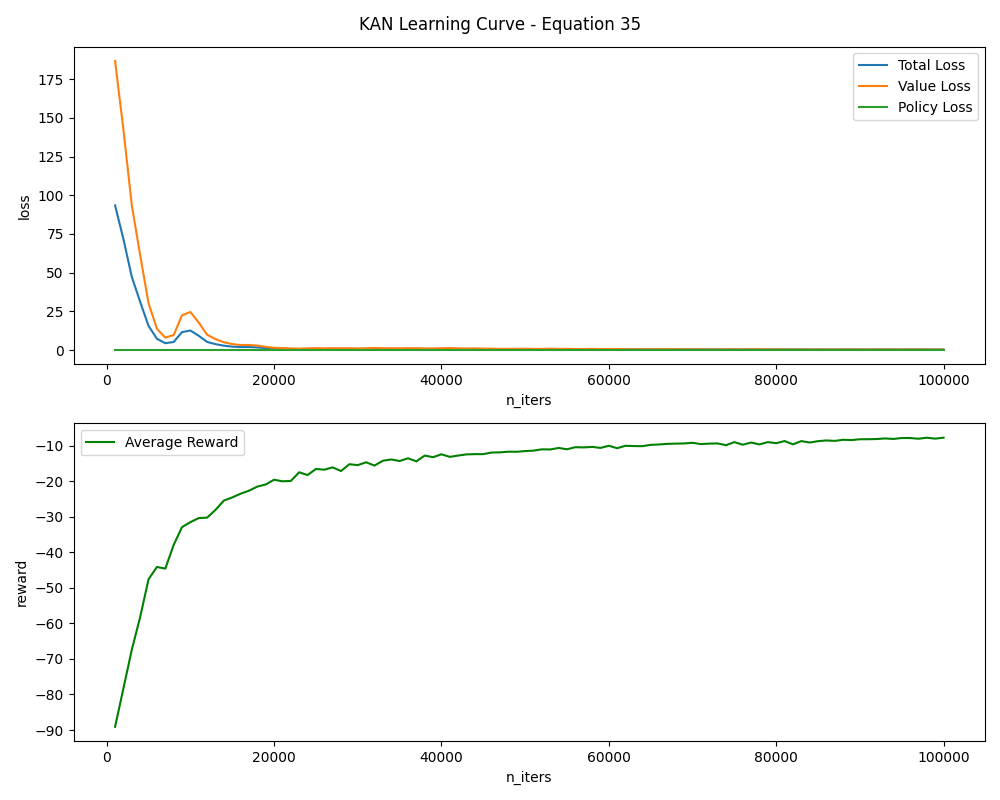 KAN Learning Curve - Equation 35
175
150
125
100
75
50
25
0
loss
Total Loss
Value Loss
Policy Loss
0 20000 40000 60000 80000 100000
n_iters
−10
−20
−30
−40
−50
−60
−70
−80
−90
reward
Average Reward
0 20000 40000 60000 80000 100000
n_iters